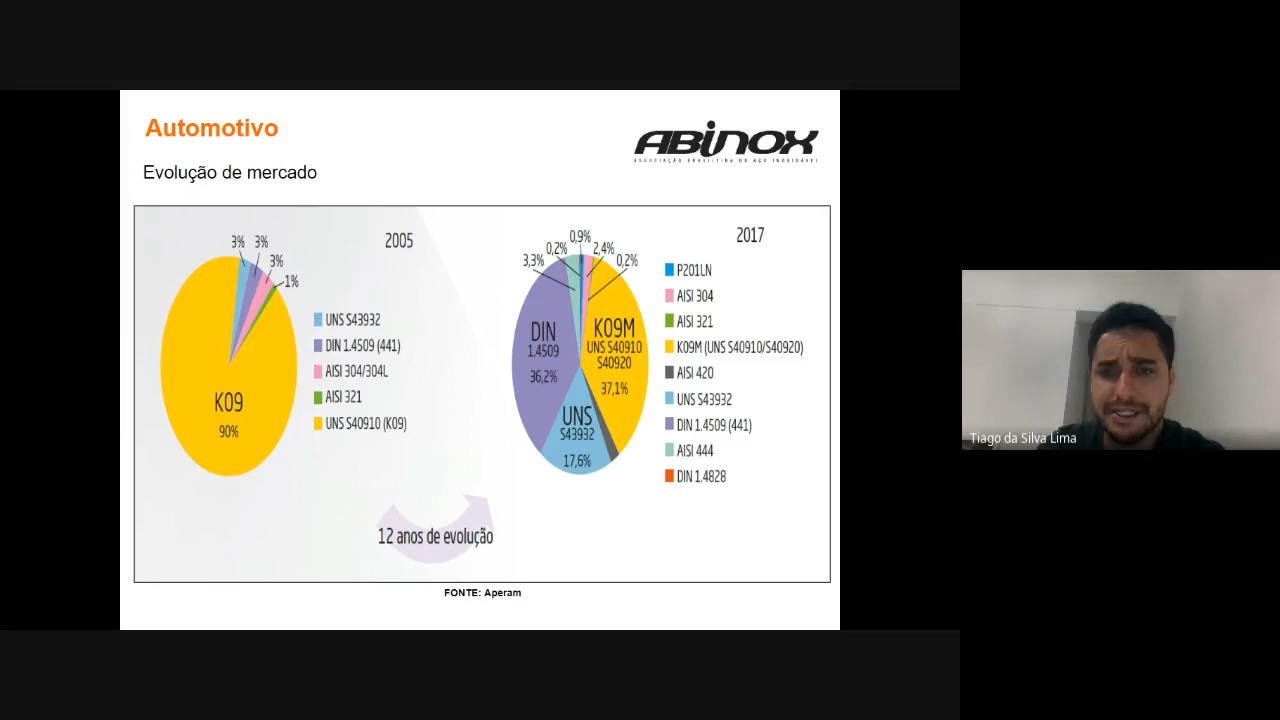 Automotivo
ABINOX
ASSOCIAÇÃO BRASILEIRA DO AÇO INOXIDÁVEL
Evolução de mercado
2005
3%
3%
3%
1%
K09
90%
UNS S43932
DIN 1.4509 (441)
AISI 304/304L
AISI 321
UNS S40910 (K09)
2017
0,9%
0,2%
2,4%
3,3%
0,2%
DIN
1.4509
36,2%
K09M
UNS S40910
S40920
37,1%
UNS
S43932
17,6%
P201LN
AISI 304
AISI 321
K09M (UNS S40910/S40920)
AISI 420
UNS S43932
DIN 1.4509 (441)
AISI 444
DIN 1.4828
12 anos de evolução
FONTE: Aperam
Tiago da Silva Lima